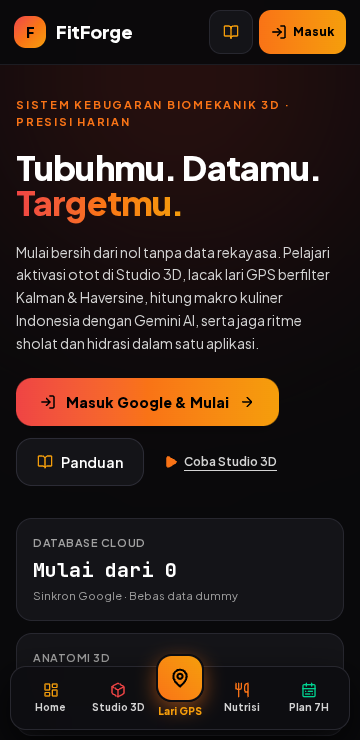 F FitForge Masuk
SISTEM KEBUGARAN BIOMEKANIK 3D ·
PRESISI HARIAN
Tubuhmu. Datamu.
Targetmu.
Mulai bersih dari nol tanpa data rekayasa. Pelajari
aktivasi otot di Studio 3D, lacak lari GPS berfilter
Kalman & Haversine, hitung makro kuliner
Indonesia dengan Gemini AI, serta jaga ritme
sholat dan hidrasi dalam satu aplikasi.
Masuk Google & Mulai →
Panduan Coba Studio 3D
DATABASE CLOUD
Mulai dari 0
Sinkron Google · Bebas data dummy
ANATOMI 3D
Home Studio 3D Lari GPS Nutrisi Plan 7H